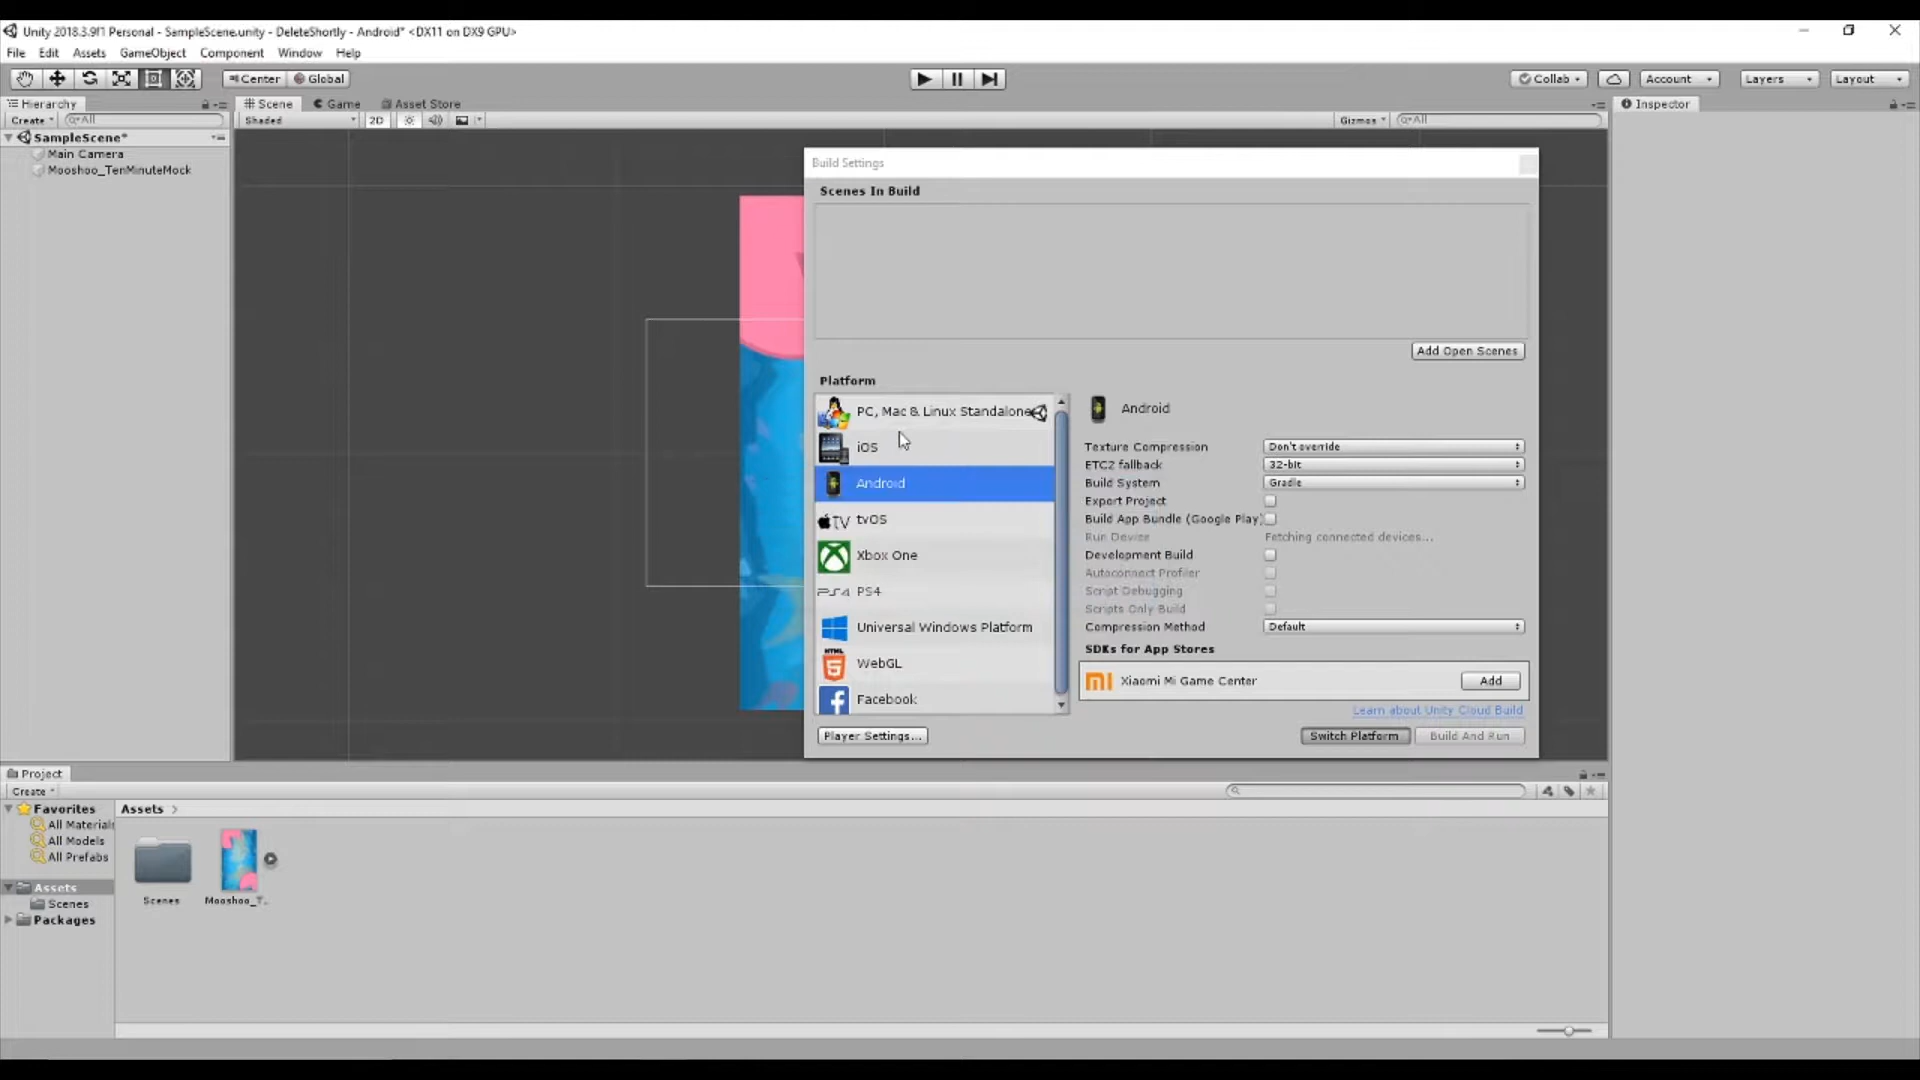 Unity 2018.3.9f1 Personal - SampleScene.unity - DeleteShortly - Android* <DX11 on DX9 GPU>
File Edit Assets GameObject Component Window Help
Center Global Collab Account Layers Layout
Hierarchy Scene Game Asset Store Inspector
Create All Shaded 2D Gizmos All
SampleScene*
Main Camera
Mooshoo_TenMinuteMock
Build Settings
Scenes In Build
Add Open Scenes
Platform
PC, Mac & Linux Standalone
iOS
Android
tvOS
Xbox One
PS4
Universal Windows Platform
WebGL
Facebook
Android
Texture Compression Don't override
ETC2 fallback 32-bit
Build System Gradle
Export Project
Build App Bundle (Google Play)
Run Device Fetching connected devices...
Development Build
Autoconnect Profiler
Script Debugging
Scripts Only Build
Compression Method Default
SDKs for App Stores
Xiaomi Mi Game Center Add
Learn about Unity Cloud Build
Player Settings... Switch Platform Build And Run
Project
Create
Favorites
All Material
All Models
All Prefabs
Assets
Scenes
Packages
Assets
Scenes Mooshoo_T...